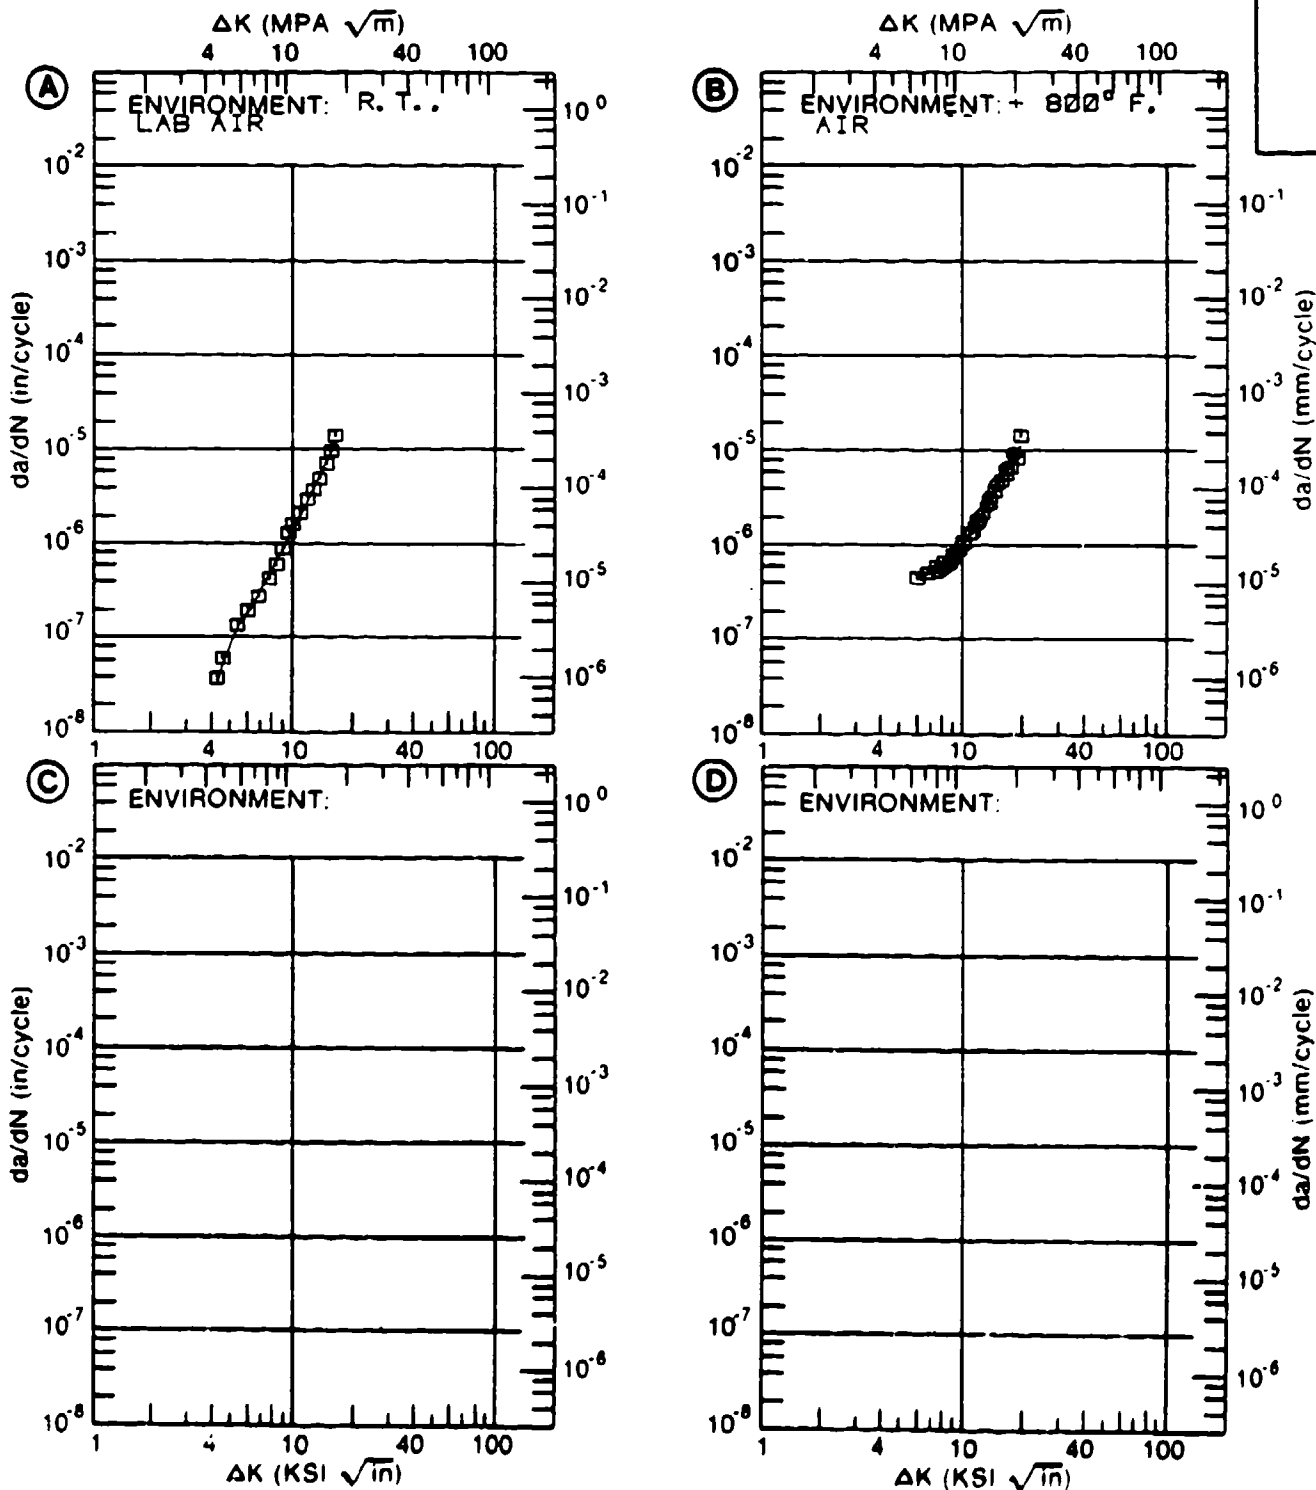 ΔK (MPA √m)
4 10 40 100
A
ENVIRONMENT: R. T..
LAB AIR
10⁰
10⁻¹
10⁻²
10⁻³
10⁻⁴
10⁻⁵
10⁻⁶
da/dN (in/cycle)
10⁻²
10⁻³
10⁻⁴
10⁻⁵
10⁻⁶
10⁻⁷
10⁻⁸
1 4 10 40 100
ΔK (MPA √m)
4 10 40 100
B
ENVIRONMENT: + 800° F.
AIR
10⁻²
10⁻³
10⁻⁴
10⁻⁵
10⁻⁶
10⁻⁷
10⁻⁸
10⁻¹
10⁻²
10⁻³
10⁻⁴
10⁻⁵
10⁻⁶
da/dN (mm/cycle)
1 4 10 40 100
C
ENVIRONMENT:
10⁰
10⁻¹
10⁻²
10⁻³
10⁻⁴
10⁻⁵
10⁻⁶
da/dN (in/cycle)
10⁻²
10⁻³
10⁻⁴
10⁻⁵
10⁻⁶
10⁻⁷
10⁻⁸
1 4 10 40 100
ΔK (KSI √in)
D
ENVIRONMENT:
10⁻²
10⁻³
10⁻⁴
10⁻⁵
10⁻⁶
10⁻⁷
10⁻⁸
10⁰
10⁻¹
10⁻²
10⁻³
10⁻⁴
10⁻⁵
10⁻⁶
da/dN (mm/cycle)
1 4 10 40 100
ΔK (KSI √in)